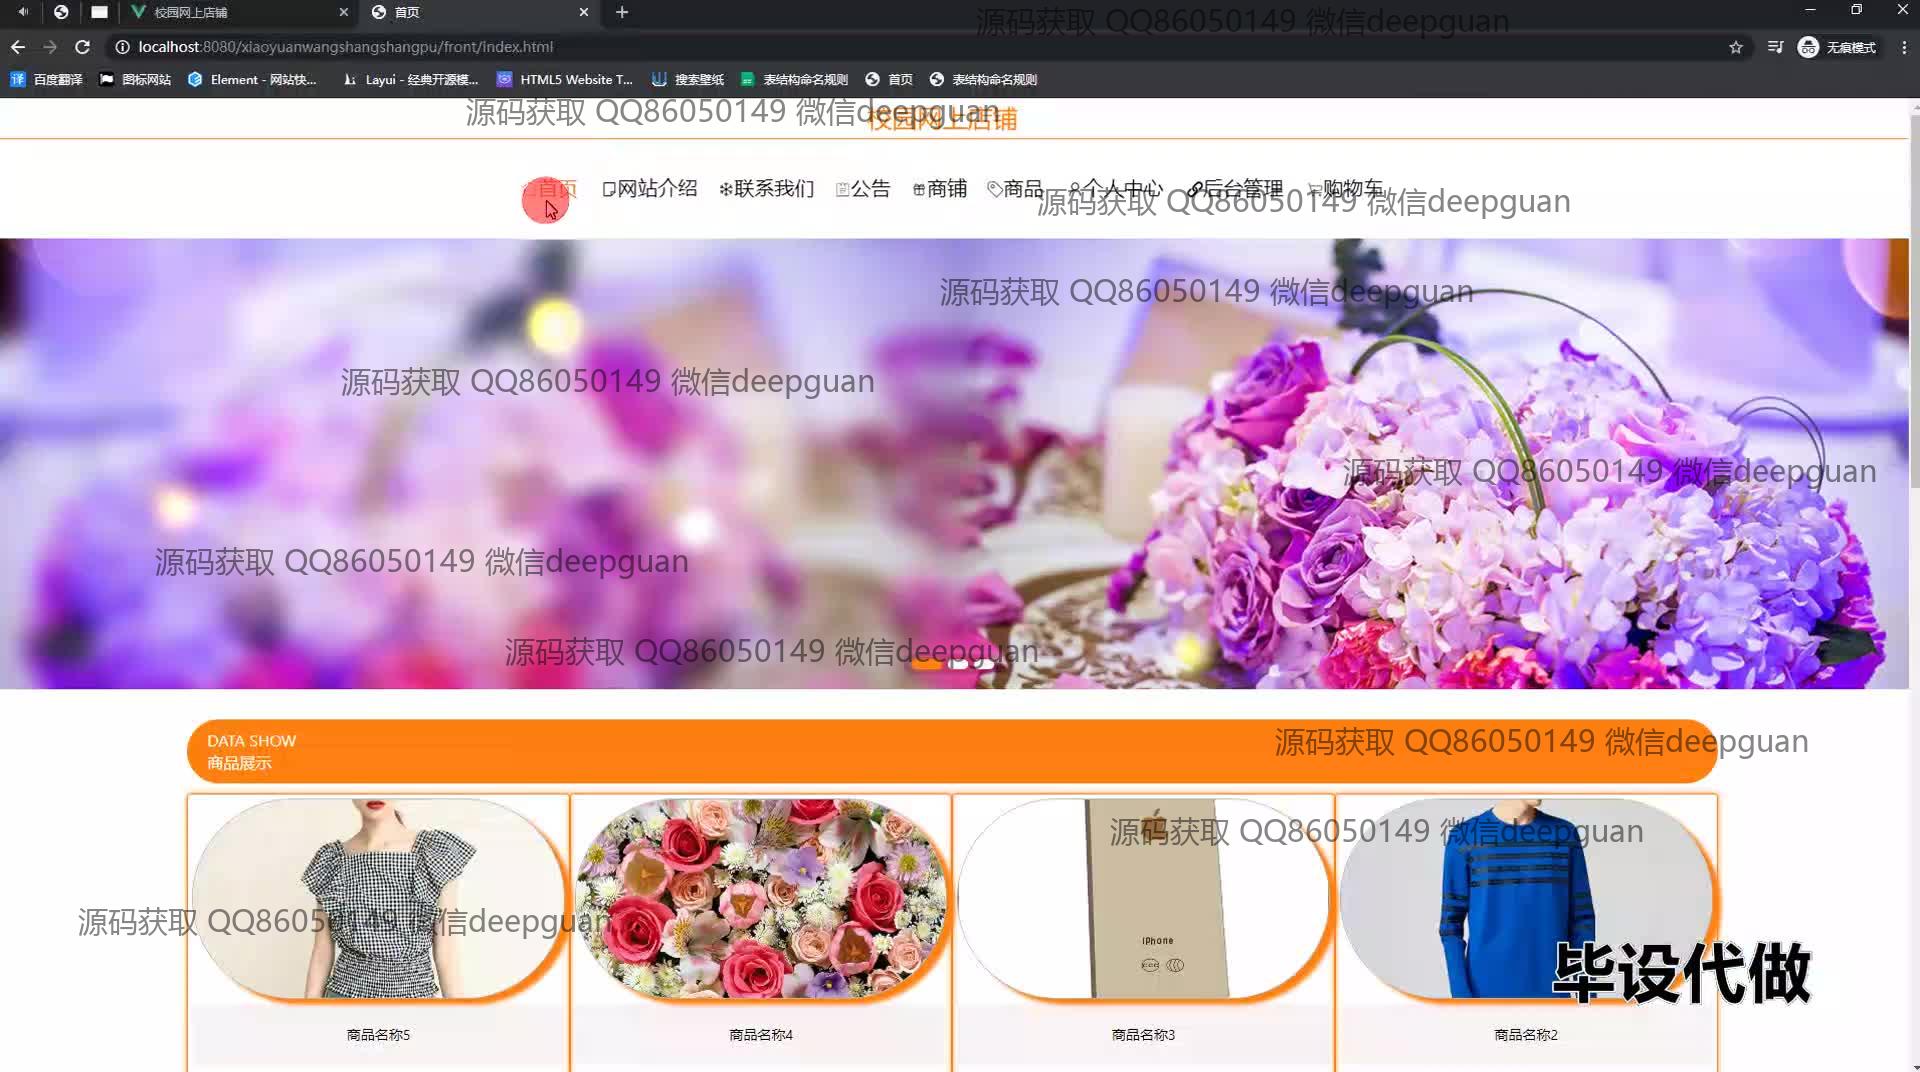 校园网上店铺
首页
源码获取 QQ86050149 微信deepguan
localhost:8080/xiaoyuanwangshangshangpu/front/index.html
无痕模式
百度翻译 图标网站 Element - 网站快... Layui - 经典开源模... HTML5 Website T... 搜索壁纸 表结构命名规则 首页 表结构命名规则
源码获取 QQ86050149 微信deepguan
校园网上店铺
首页 网站介绍 联系我们 公告 商铺 商品 个人中心 后台管理 购物车
源码获取 QQ86050149 微信deepguan
源码获取 QQ86050149 微信deepguan
源码获取 QQ86050149 微信deepguan
源码获取 QQ86050149 微信deepguan
源码获取 QQ86050149 微信deepguan
源码获取 QQ86050149 微信deepguan
DATA SHOW
商品展示
源码获取 QQ86050149 微信deepguan
源码获取 QQ86050149 微信deepguan
源码获取 QQ86050149 微信deepguan
iPhone
毕设代做
商品名称5
商品名称4
商品名称3
商品名称2